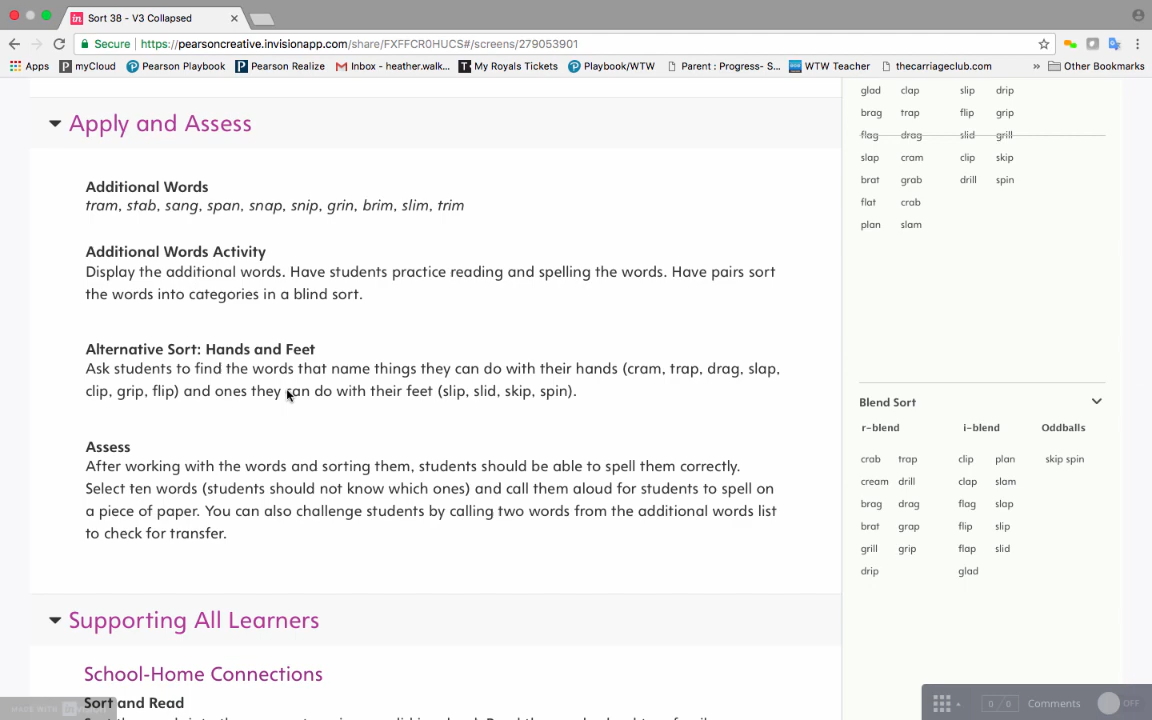 Sort 38 - V3 Collapsed
Secure https://pearsoncreative.invisionapp.com/share/FXFFCR0HUCS#/screens/279053901
Apps myCloud Pearson Playbook Pearson Realize Inbox - heather.walk... My Royals Tickets Playbook/WTW Parent : Progress- S... WTW Teacher thecarriageclub.com » Other Bookmarks
Apply and Assess
Additional Words
tram, stab, sang, span, snap, snip, grin, brim, slim, trim
Additional Words Activity
Display the additional words. Have students practice reading and spelling the words. Have pairs sort
the words into categories in a blind sort.
Alternative Sort: Hands and Feet
Ask students to find the words that name things they can do with their hands (cram, trap, drag, slap,
clip, grip, flip) and ones they can do with their feet (slip, slid, skip, spin).
Assess
After working with the words and sorting them, students should be able to spell them correctly.
Select ten words (students should not know which ones) and call them aloud for students to spell on
a piece of paper. You can also challenge students by calling two words from the additional words list
to check for transfer.
Supporting All Learners
School-Home Connections
Sort and Read
glad clap slip drip
brag trap flip grip
flag drag slid grill
slap cram clip skip
brat grab drill spin
flat crab
plan slam
Blend Sort
r-blend i-blend Oddballs
crab trap clip plan skip spin
cream drill clap slam
brag drag flag slap
brat grap flip slip
grill grip flap slid
drip glad
MADE WITH in VISION
0 / 0 Comments OFF